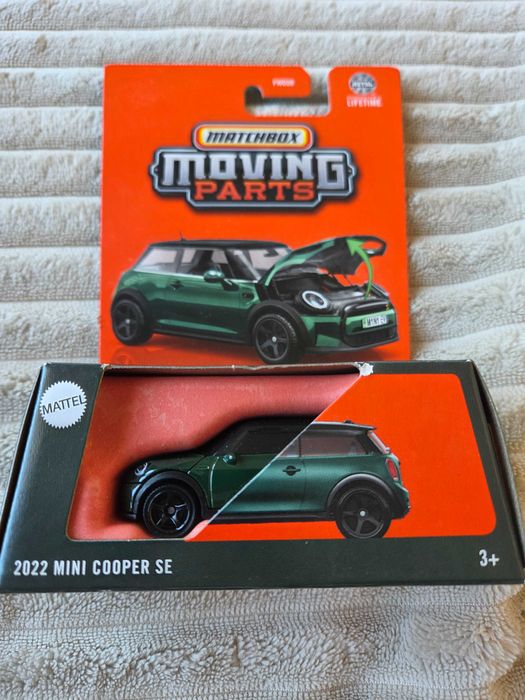 LIFETIME
MATCHBOX
MOVING
PARTS
MATTEL
2022 MINI COOPER SE
3+